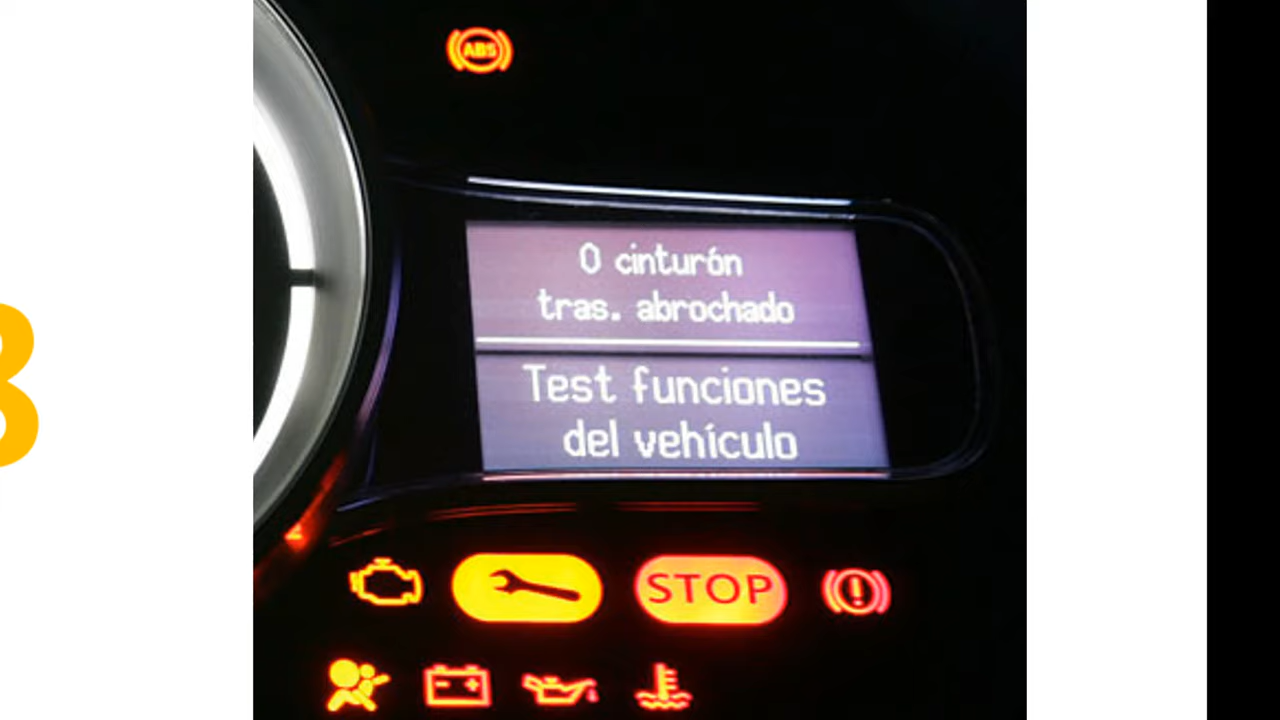 ABS
0 cinturón
tras. abrochado
Test funciones
del vehículo
STOP